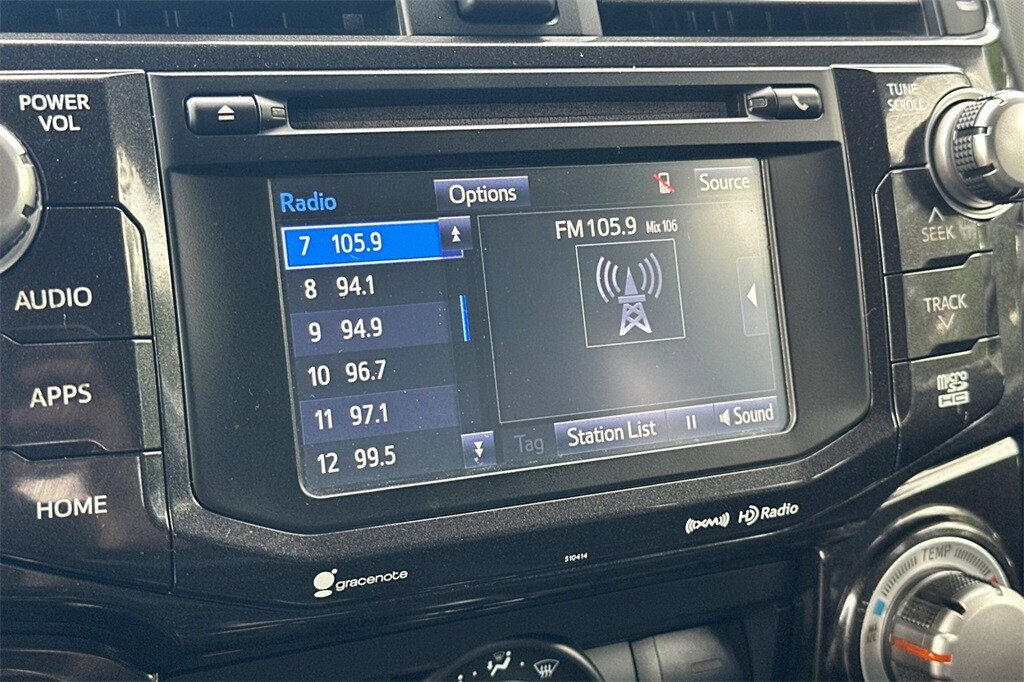 POWER
VOL
TUNE
SCROLL
AUDIO
APPS
HOME
Radio
Options
Source
7 105.9
8 94.1
9 94.9
10 96.7
11 97.1
12 99.5
FM 105.9 Mix 106
Tag
Station List
Sound
SEEK
TRACK
micro
SD
HC
((XM)) HD Radio
gracenote
510414
TEMP